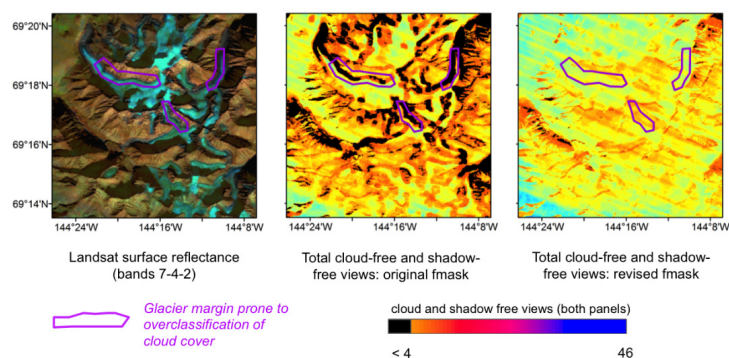 69°20'N
69°18'N
69°16'N
69°14'N
144°24'W 144°16'W 144°8'W
144°24'W 144°16'W 144°8'W
144°24'W 144°16'W 144°8'W
Landsat surface reflectance
(bands 7-4-2)
Total cloud-free and shadow-
free views: original fmask
Total cloud-free and shadow-
free views: revised fmask
Glacier margin prone to
overclassification of
cloud cover
cloud and shadow free views (both panels)
< 4 46